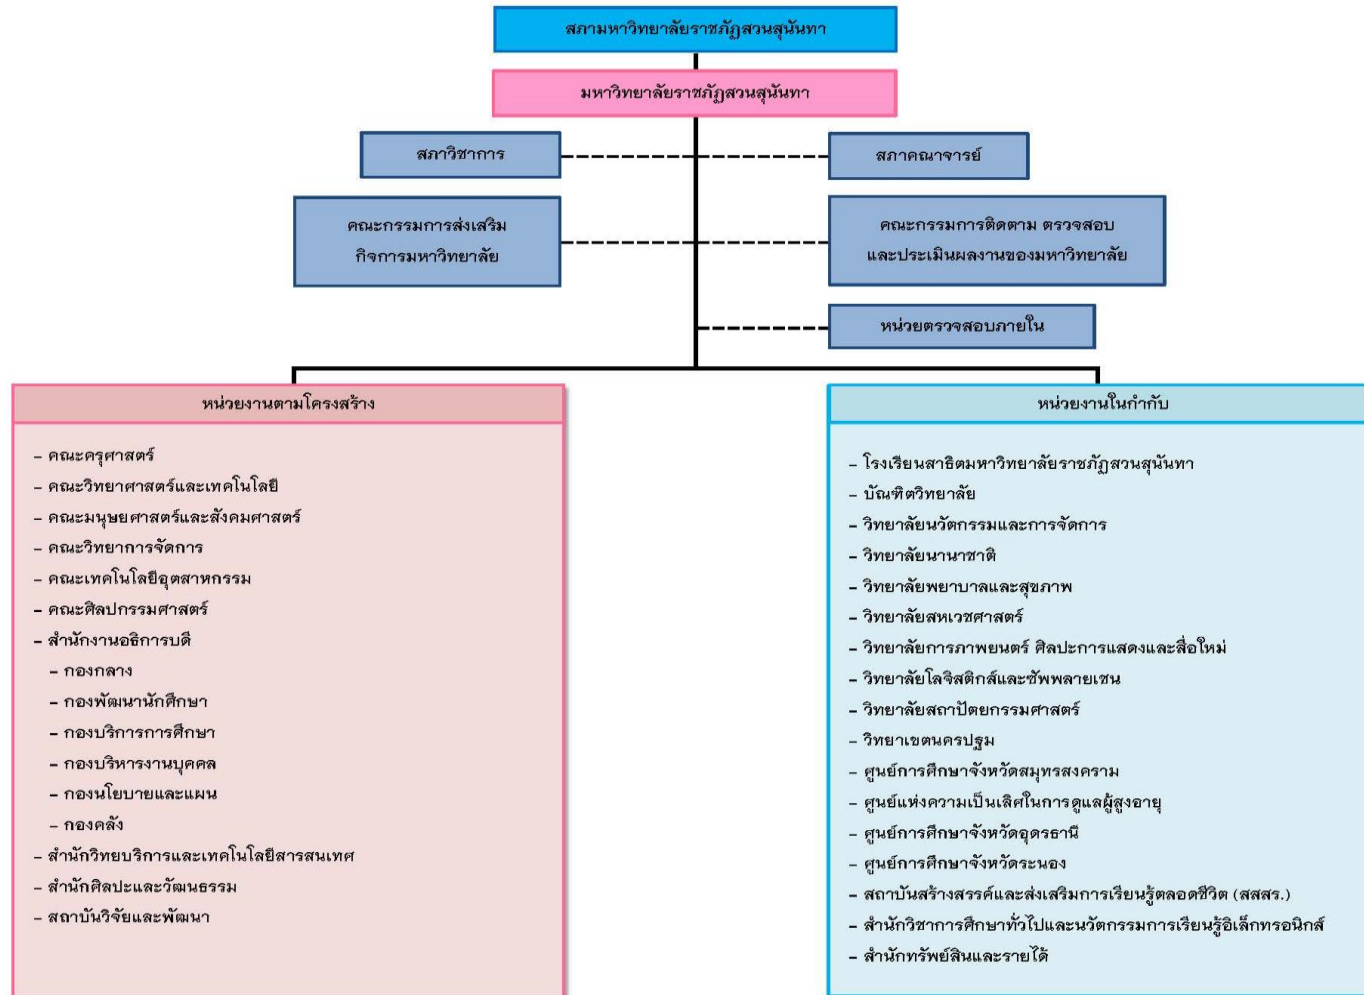 สภามหาวิทยาลัยราชภัฏสวนสุนันทา
มหาวิทยาลัยราชภัฏสวนสุนันทา
สภาวิชาการ
สภาคณาจารย์
คณะกรรมการส่งเสริม
กิจการมหาวิทยาลัย
คณะกรรมการติดตาม ตรวจสอบ
และประเมินผลงานของมหาวิทยาลัย
หน่วยตรวจสอบภายใน
หน่วยงานตามโครงสร้าง
– คณะครุศาสตร์
– คณะวิทยาศาสตร์และเทคโนโลยี
– คณะมนุษยศาสตร์และสังคมศาสตร์
– คณะวิทยาการจัดการ
– คณะเทคโนโลยีอุตสาหกรรม
– คณะศิลปกรรมศาสตร์
– สำนักงานอธิการบดี
– กองกลาง
– กองพัฒนานักศึกษา
– กองบริการการศึกษา
– กองบริหารงานบุคคล
– กองนโยบายและแผน
– กองคลัง
– สำนักวิทยบริการและเทคโนโลยีสารสนเทศ
– สำนักศิลปะและวัฒนธรรม
– สถาบันวิจัยและพัฒนา
หน่วยงานในกำกับ
– โรงเรียนสาธิตมหาวิทยาลัยราชภัฏสวนสุนันทา
– บัณฑิตวิทยาลัย
– วิทยาลัยนวัตกรรมและการจัดการ
– วิทยาลัยนานาชาติ
– วิทยาลัยพยาบาลและสุขภาพ
– วิทยาลัยสหเวชศาสตร์
– วิทยาลัยการภาพยนตร์ ศิลปะการแสดงและสื่อใหม่
– วิทยาลัยโลจิสติกส์และซัพพลายเชน
– วิทยาลัยสถาปัตยกรรมศาสตร์
– วิทยาเขตนครปฐม
– ศูนย์การศึกษาจังหวัดสมุทรสงคราม
– ศูนย์แห่งความเป็นเลิศในการดูแลผู้สูงอายุ
– ศูนย์การศึกษาจังหวัดอุดรธานี
– ศูนย์การศึกษาจังหวัดระนอง
– สถาบันสร้างสรรค์และส่งเสริมการเรียนรู้ตลอดชีวิต (สสสร.)
– สำนักวิชาการศึกษาทั่วไปและนวัตกรรมการเรียนรู้อิเล็กทรอนิกส์
– สำนักทรัพย์สินและรายได้